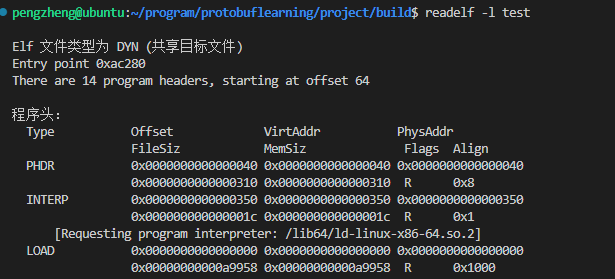 pengzheng@ubuntu:~/program/protobuflearning/project/build$ readelf -l test
Elf 文件类型为 DYN (共享目标文件)
Entry point 0xac280
There are 14 program headers, starting at offset 64
程序头:
Type Offset VirtAddr PhysAddr
FileSiz MemSiz Flags Align
PHDR 0x0000000000000040 0x0000000000000040 0x0000000000000040
0x0000000000000310 0x0000000000000310 R 0x8
INTERP 0x0000000000000350 0x0000000000000350 0x0000000000000350
0x000000000000001c 0x000000000000001c R 0x1
[Requesting program interpreter: /lib64/ld-linux-x86-64.so.2]
LOAD 0x0000000000000000 0x0000000000000000 0x0000000000000000
0x00000000000a9958 0x00000000000a9958 R 0x1000